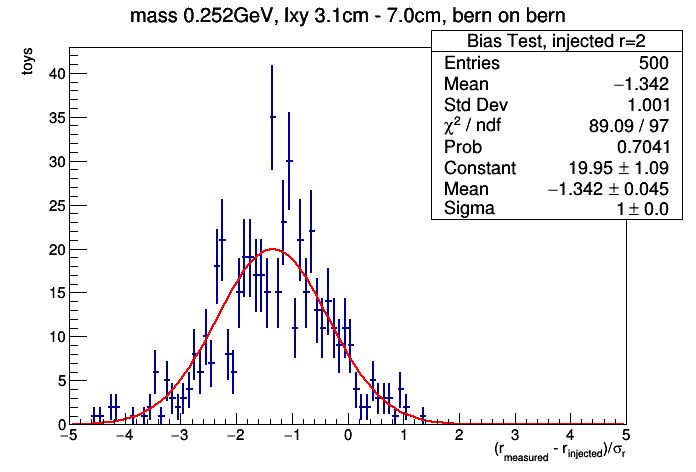 mass 0.252GeV, lxy 3.1cm - 7.0cm, bern on bern
toys
Bias Test, injected r=2
Entries 500
Mean −1.342
Std Dev 1.001
χ² / ndf 89.09 / 97
Prob 0.7041
Constant 19.95 ± 1.09
Mean −1.342 ± 0.045
Sigma 1 ± 0.0
40
35
30
25
20
15
10
5
0
−5 −4 −3 −2 −1 0 1 2 3 4 5
(r_measured - r_injected)/σ_r